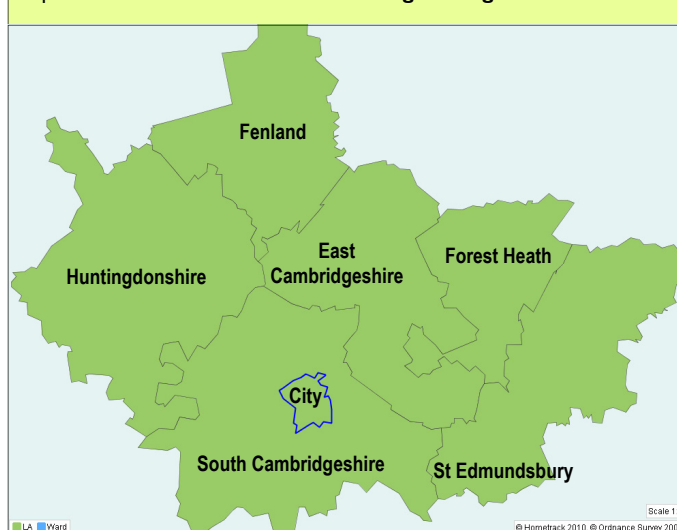 Fenland
East
Cambridgeshire
Forest Heath
Huntingdonshire
City
South Cambridgeshire
St Edmundsbury
Scale 1:
LA Ward
© Hometrack 2010, © Ordnance Survey 200